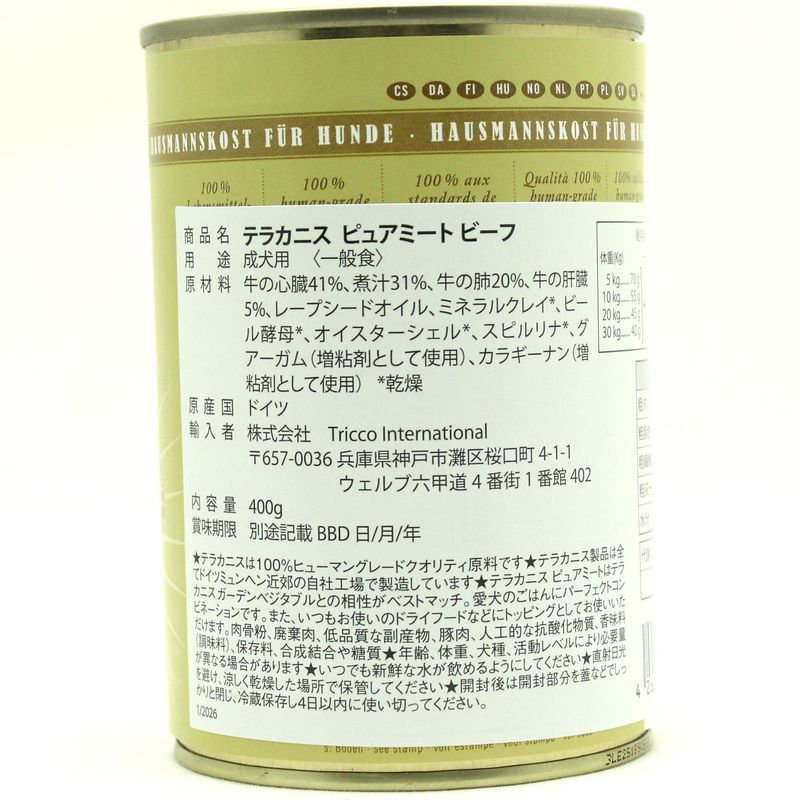 CS DA FI HU NO NL PT PL SV SL
HAUSMANNSKOST FÜR HUNDE · HAUSMANNSKOST FÜR HUN
100% 100% 100% aux Qualità 100% 100%
Lebensmittel- human-grade standards de human-grade human-grade
商品名 テラカニス ピュアミート ビーフ
用途 成犬用 〈一般食〉
原材料 牛の心臓41%、煮汁31%、牛の肺20%、牛の肝臓
5%、レープシードオイル、ミネラルクレイ*、ビー
ル酵母*、オイスターシェル*、スピルリナ*、グ
アーガム（増粘剤として使用）、カラギーナン（増
粘剤として使用） *乾燥
原産国 ドイツ
輸入者 株式会社 Tricco International
〒657-0036 兵庫県神戸市灘区桜口町 4-1-1
ウェルブ六甲道 4 番街 1 番館 402
内容量 400g
賞味期限 別途記載 BBD 日/月/年
★テラカニスは100%ヒューマングレードクオリティ原料です★テラカニス製品は全
てドイツミュンヘン近郊の自社工場で製造しています★テラカニス ピュアミートはテラ
カニス ガーデンベジタブルとの相性がベストマッチ。愛犬のごはんにパーフェクトコン
ビネーションです。また、いつもお使いのドライフードなどにトッピングとしてお使いいた
だけます。肉骨粉、廃棄肉、低品質な副産物、豚肉、人工的な抗酸化物質、香味料
（調味料）、保存料、合成結合や糖質★年齢、体重、犬種、活動レベルにより必要量
が異なる場合があります★いつでも新鮮な水が飲めるようにしてください★直射日光
を避け、涼しく乾燥した場所で保管してください★開封後は開封部分を蓋などでしっ
かりと閉じ、冷蔵保存し4日以内に使い切ってください。
1/2026
体重(Kg)
5 kg......70 g
10 kg....55 g
20 kg....45 g
30 kg....40 g
s. Boden - see stamp - voir estampe - vedi stampa - ver base